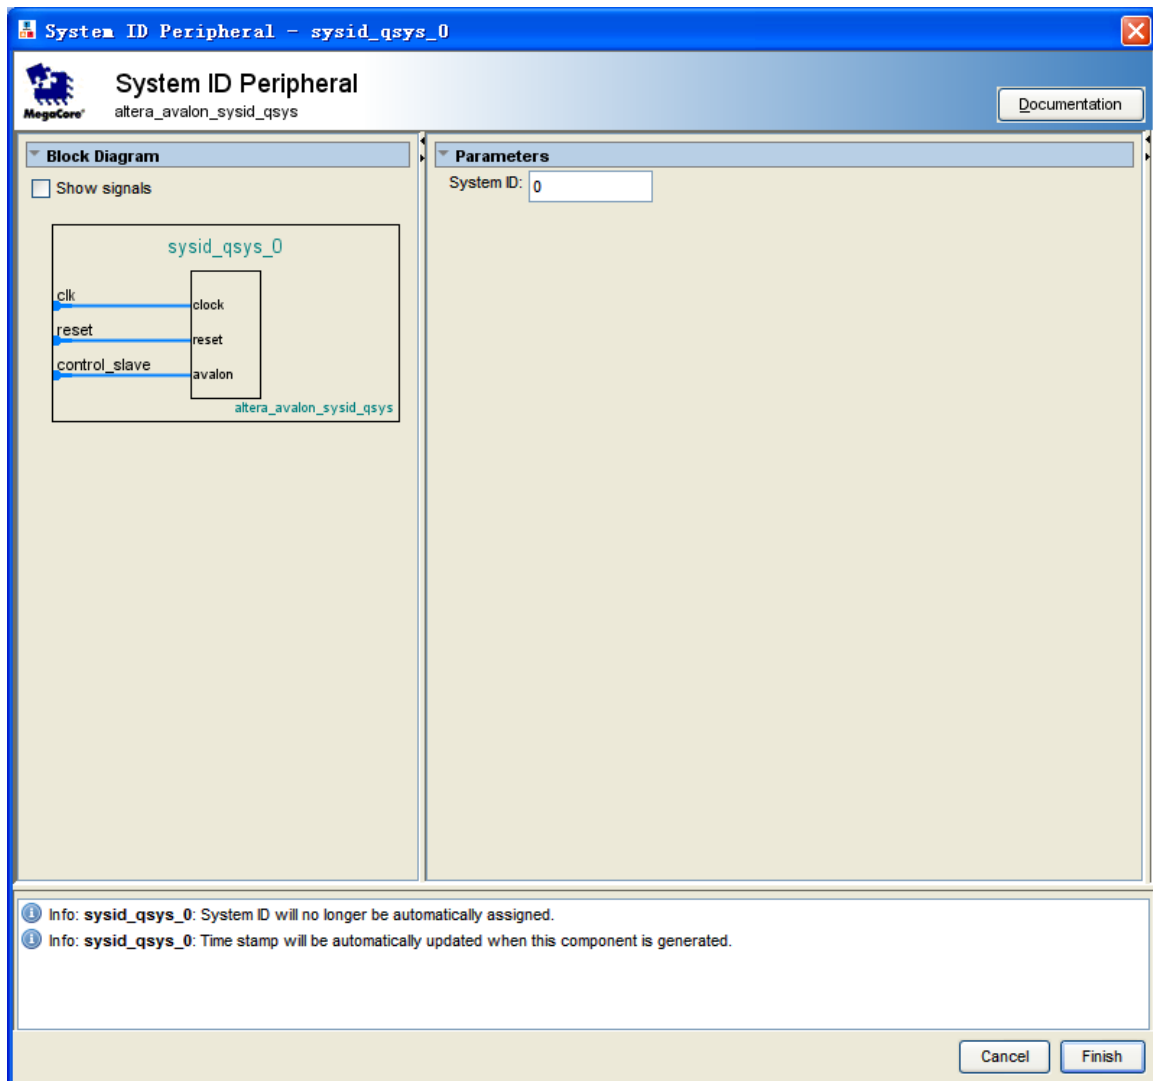 System ID Peripheral - sysid_qsys_0
System ID Peripheral
altera_avalon_sysid_qsys
MegaCore®
Documentation
Block Diagram
Show signals
sysid_qsys_0
clk
clock
reset
reset
control_slave
avalon
altera_avalon_sysid_qsys
Parameters
System ID: 0
Info: sysid_qsys_0: System ID will no longer be automatically assigned.
Info: sysid_qsys_0: Time stamp will be automatically updated when this component is generated.
Cancel
Finish